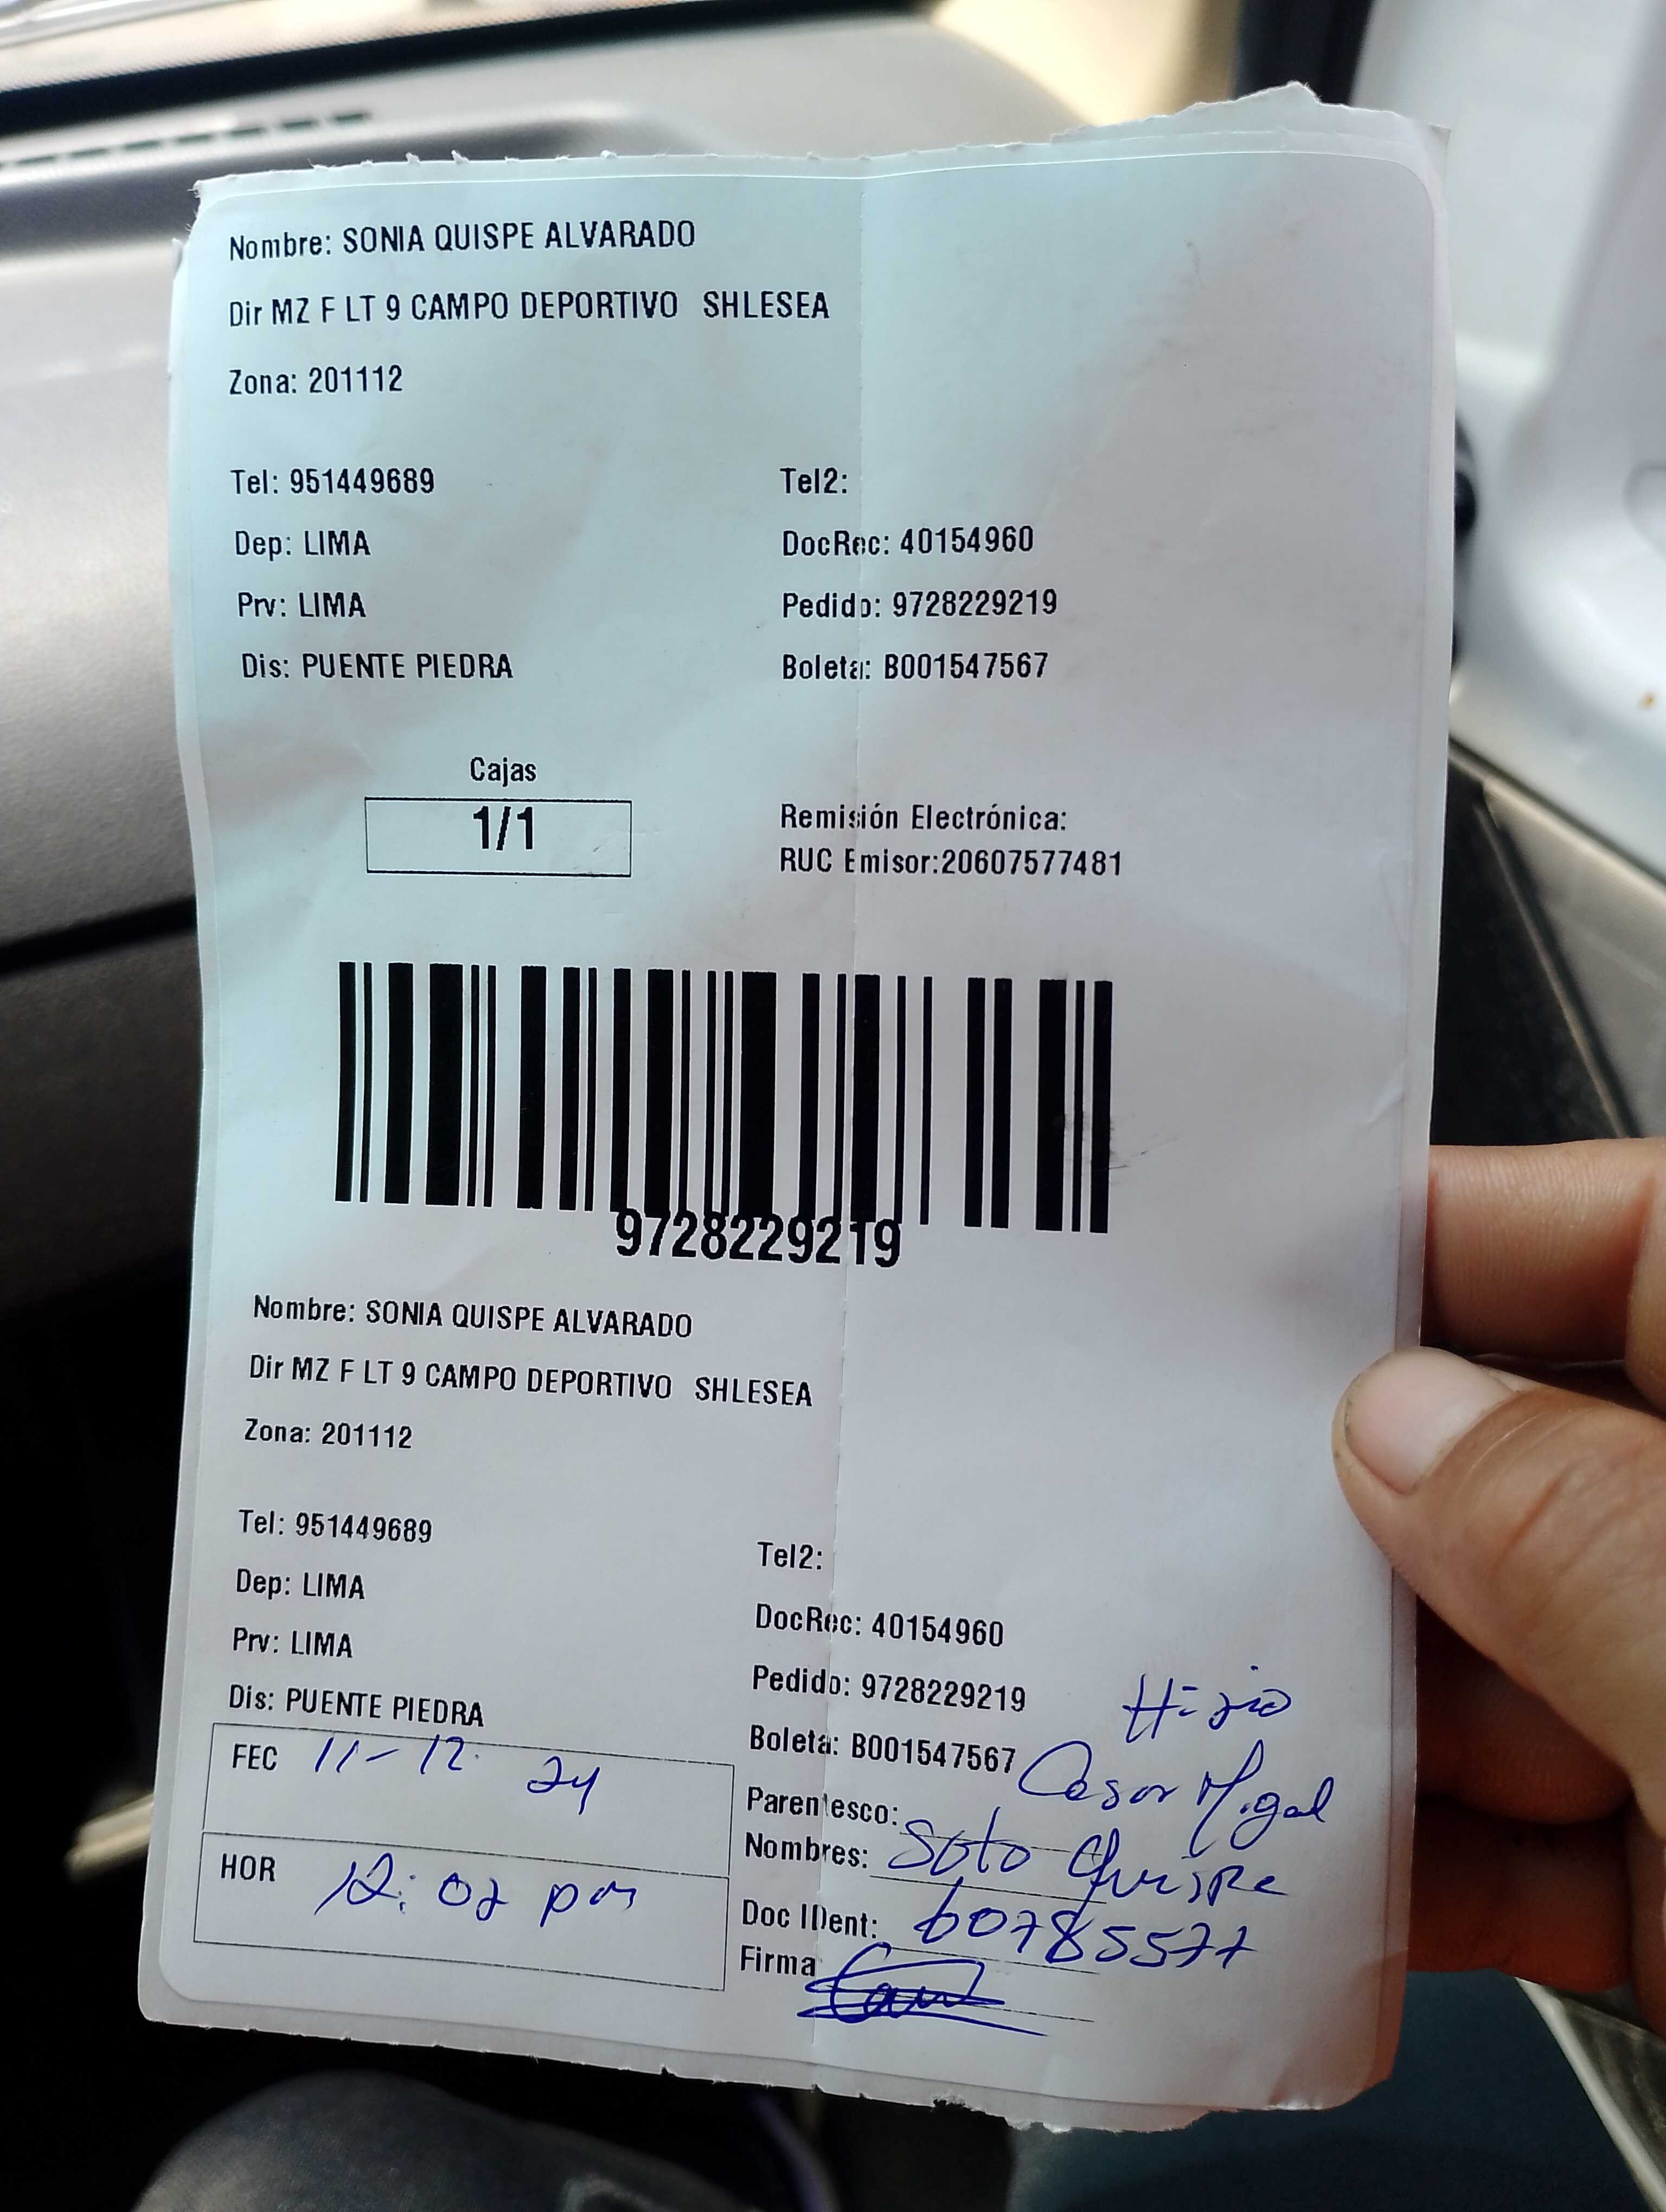 Nombre: SONIA QUISPE ALVARADO
Dir MZ F LT 9 CAMPO DEPORTIVO SHLESEA
Zona: 201112
Tel: 951449689 Tel2:
Dep: LIMA DocRec: 40154960
Prv: LIMA Pedido: 9728229219
Dis: PUENTE PIEDRA Boleta: B001547567
Cajas
1/1
Remisión Electrónica:
RUC Emisor:20607577481
9728229219
Nombre: SONIA QUISPE ALVARADO
Dir MZ F LT 9 CAMPO DEPORTIVO SHLESEA
Zona: 201112
Tel: 951449689 Tel2:
Dep: LIMA DocRec: 40154960
Prv: LIMA Pedido: 9728229219
Dis: PUENTE PIEDRA Boleta: B001547567
FEC 11-12 24
HOR 12:02 pm
Hijo
Cesar Migal
Parentesco:
Nombres: Soto Quispe
Doc IDent: 60785577
Firma